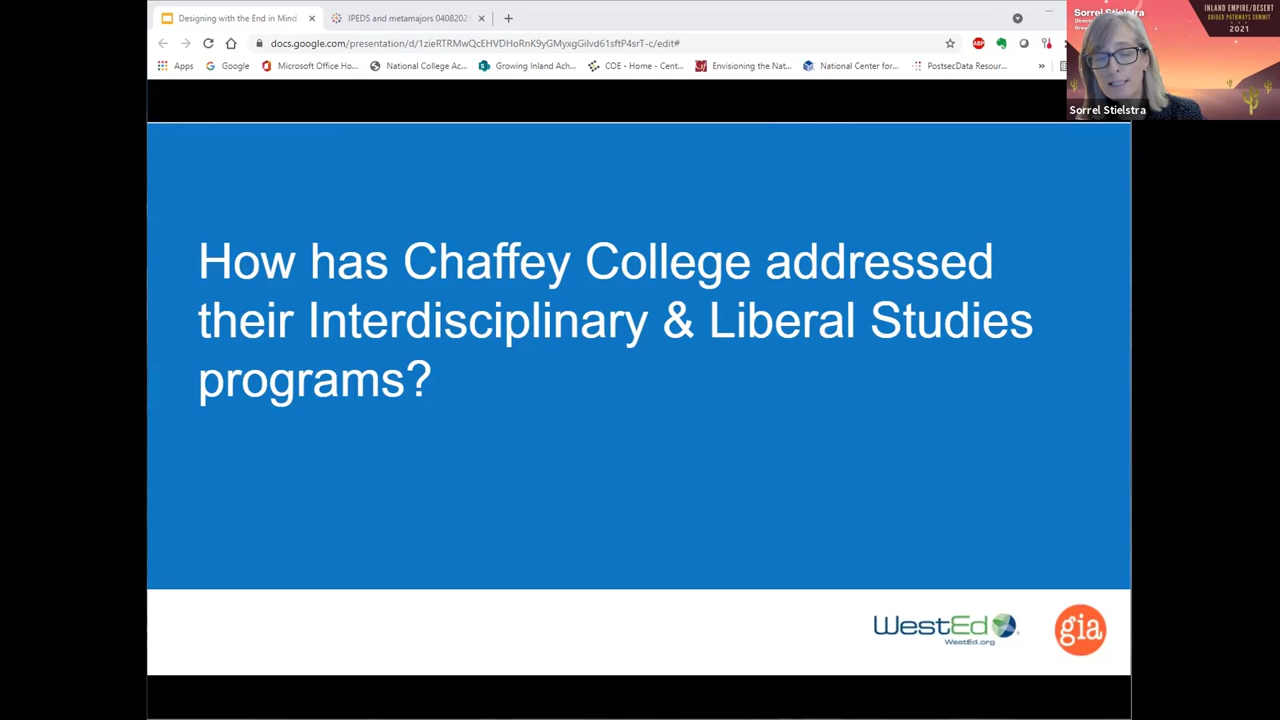 Designing with the End in Mind
IPEDS and metamajors 0408202
docs.google.com/presentation/d/1zieRTRMwQcEHVDHoRnK9yGMyxgGilvd61sftP4srT-c/edit#
ABP
Apps
Google
Microsoft Office Ho...
National College Ac...
Growing Inland Ach...
COE - Home - Cent...
Envisioning the Nat...
National Center for...
PostsecData Resour...
»
Sorrel Stielstra
INLAND EMPIRE/DESERT
GUIDED PATHWAYS SUMMIT
2021
Sorrel Stielstra
How has Chaffey College addressed
their Interdisciplinary & Liberal Studies
programs?
WestEd
WestEd.org
gia